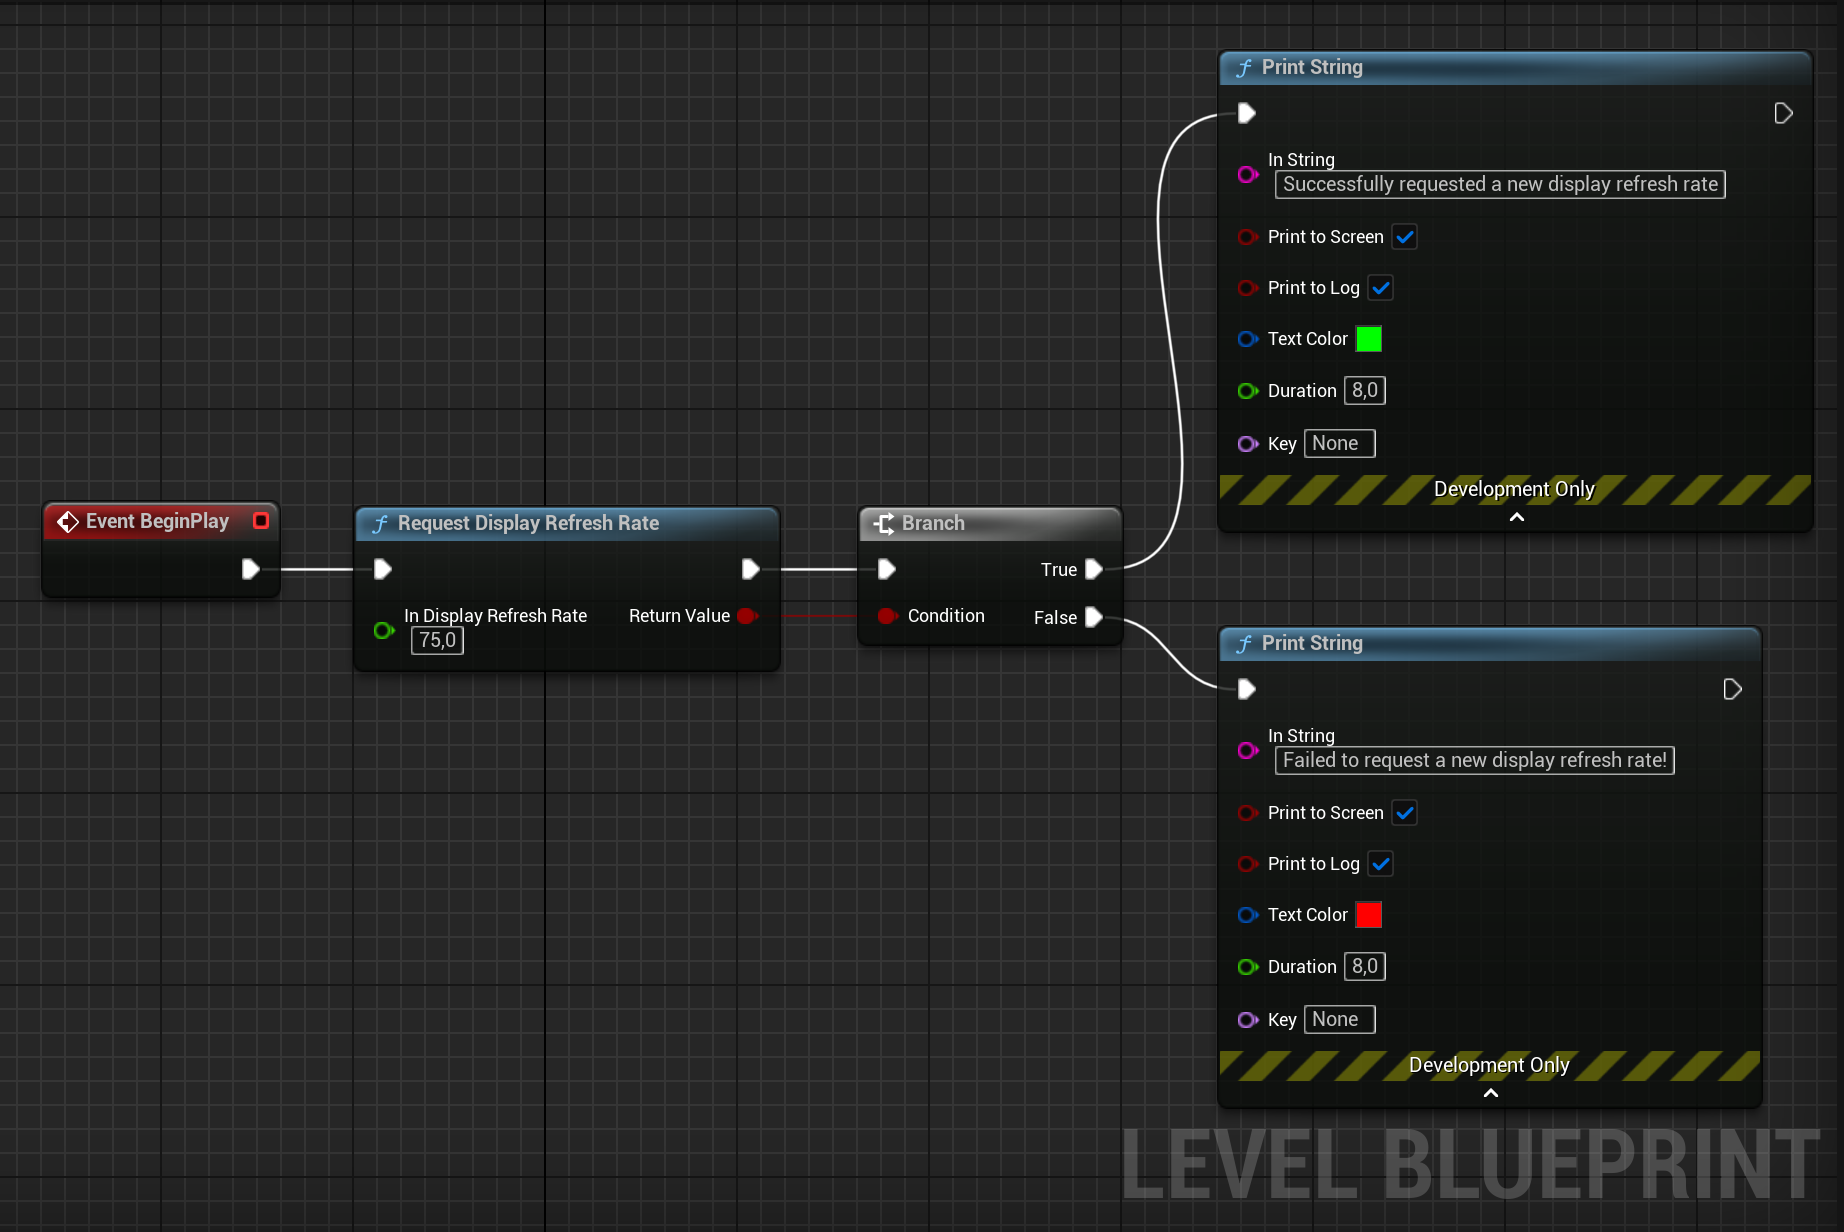 Event BeginPlay
Request Display Refresh Rate
In Display Refresh Rate
75,0
Return Value
Branch
True
Condition
False
Print String
In String
Successfully requested a new display refresh rate
Print to Screen
Print to Log
Text Color
Duration 8,0
Key None
Development Only
Print String
In String
Failed to request a new display refresh rate!
Print to Screen
Print to Log
Text Color
Duration 8,0
Key None
Development Only
LEVEL BLUEPRINT